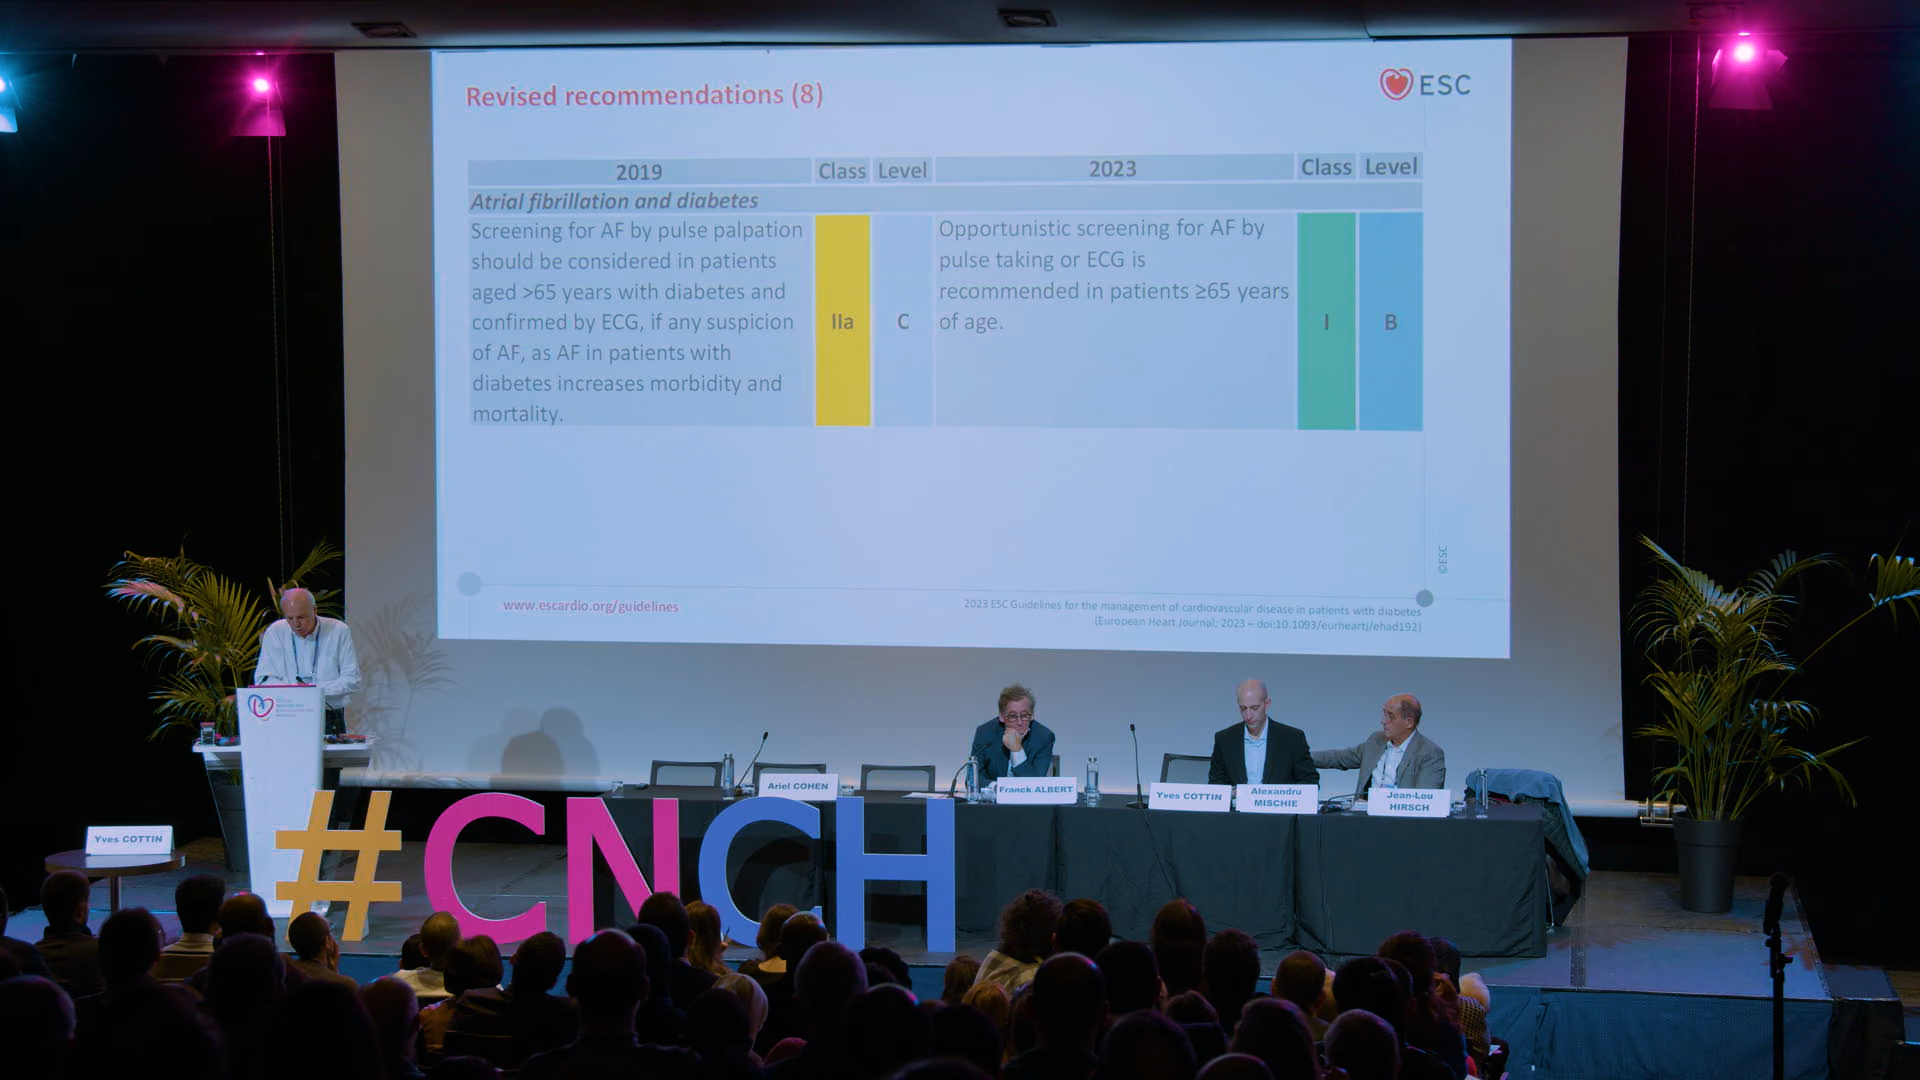 Revised recommendations (8)
ESC
2019 Class Level 2023 Class Level
Atrial fibrillation and diabetes
Screening for AF by pulse palpation
should be considered in patients
aged >65 years with diabetes and
confirmed by ECG, if any suspicion
of AF, as AF in patients with
diabetes increases morbidity and
mortality.
IIa
C
Opportunistic screening for AF by
pulse taking or ECG is
recommended in patients ≥65 years
of age.
I
B
©ESC
www.escardio.org/guidelines
2023 ESC Guidelines for the management of cardiovascular disease in patients with diabetes
(European Heart Journal; 2023 – doi:10.1093/eurheartj/ehad192)
Ariel COHEN
Franck ALBERT
Yves COTTIN
Alexandru
MISCHIE
Jean-Lou
HIRSCH
Yves COTTIN
#CNCH